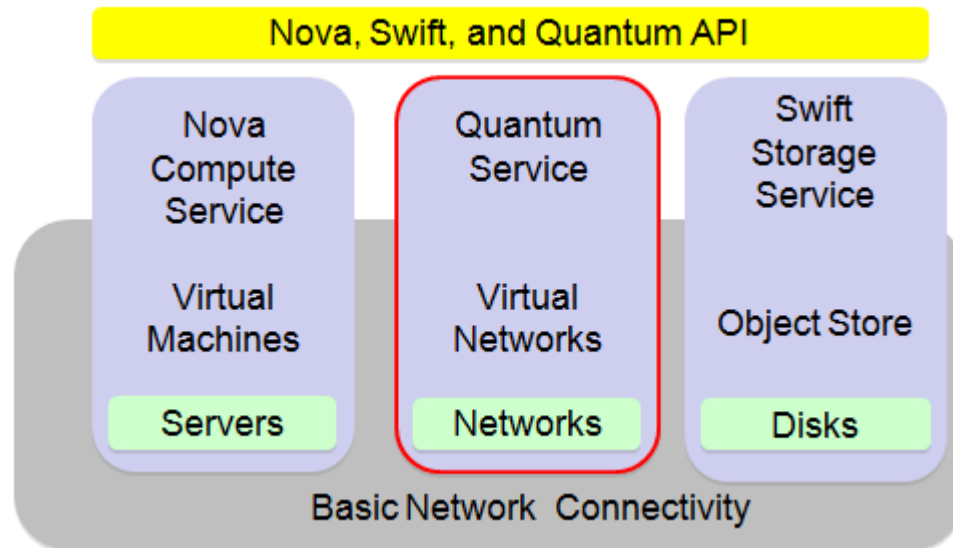 Nova, Swift, and Quantum API
Nova
Compute
Service
Virtual
Machines
Servers
Quantum
Service
Virtual
Networks
Networks
Swift
Storage
Service
Object Store
Disks
Basic Network Connectivity